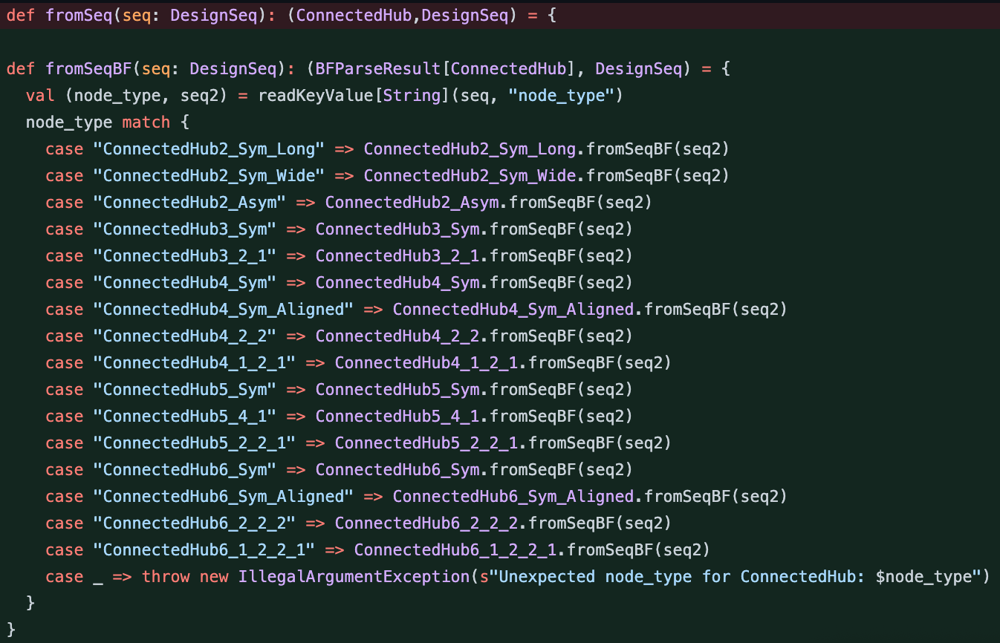 def fromSeq(seq: DesignSeq): (ConnectedHub,DesignSeq) = {
def fromSeqBF(seq: DesignSeq): (BFParseResult[ConnectedHub], DesignSeq) = {
  val (node_type, seq2) = readKeyValue[String](seq, "node_type")
  node_type match {
    case "ConnectedHub2_Sym_Long" => ConnectedHub2_Sym_Long.fromSeqBF(seq2)
    case "ConnectedHub2_Sym_Wide" => ConnectedHub2_Sym_Wide.fromSeqBF(seq2)
    case "ConnectedHub2_Asym" => ConnectedHub2_Asym.fromSeqBF(seq2)
    case "ConnectedHub3_Sym" => ConnectedHub3_Sym.fromSeqBF(seq2)
    case "ConnectedHub3_2_1" => ConnectedHub3_2_1.fromSeqBF(seq2)
    case "ConnectedHub4_Sym" => ConnectedHub4_Sym.fromSeqBF(seq2)
    case "ConnectedHub4_Sym_Aligned" => ConnectedHub4_Sym_Aligned.fromSeqBF(seq2)
    case "ConnectedHub4_2_2" => ConnectedHub4_2_2.fromSeqBF(seq2)
    case "ConnectedHub4_1_2_1" => ConnectedHub4_1_2_1.fromSeqBF(seq2)
    case "ConnectedHub5_Sym" => ConnectedHub5_Sym.fromSeqBF(seq2)
    case "ConnectedHub5_4_1" => ConnectedHub5_4_1.fromSeqBF(seq2)
    case "ConnectedHub5_2_2_1" => ConnectedHub5_2_2_1.fromSeqBF(seq2)
    case "ConnectedHub6_Sym" => ConnectedHub6_Sym.fromSeqBF(seq2)
    case "ConnectedHub6_Sym_Aligned" => ConnectedHub6_Sym_Aligned.fromSeqBF(seq2)
    case "ConnectedHub6_2_2_2" => ConnectedHub6_2_2_2.fromSeqBF(seq2)
    case "ConnectedHub6_1_2_2_1" => ConnectedHub6_1_2_2_1.fromSeqBF(seq2)
    case _ => throw new IllegalArgumentException(s"Unexpected node_type for ConnectedHub: $node_type")
  }
}